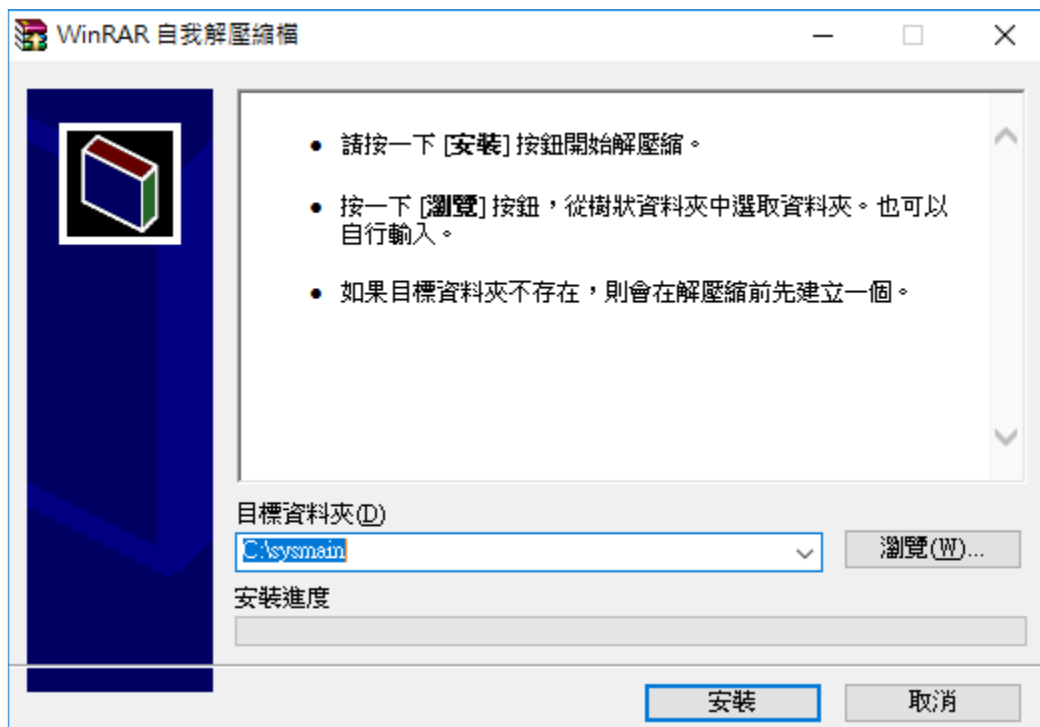 WinRAR 自我解壓縮檔
請按一下 [安裝] 按鈕開始解壓縮。
按一下 [瀏覽] 按鈕，從樹狀資料夾中選取資料夾。也可以
自行輸入。
如果目標資料夾不存在，則會在解壓縮前先建立一個。
目標資料夾(D)
C:\sysmain
瀏覽(W)...
安裝進度
安裝
取消